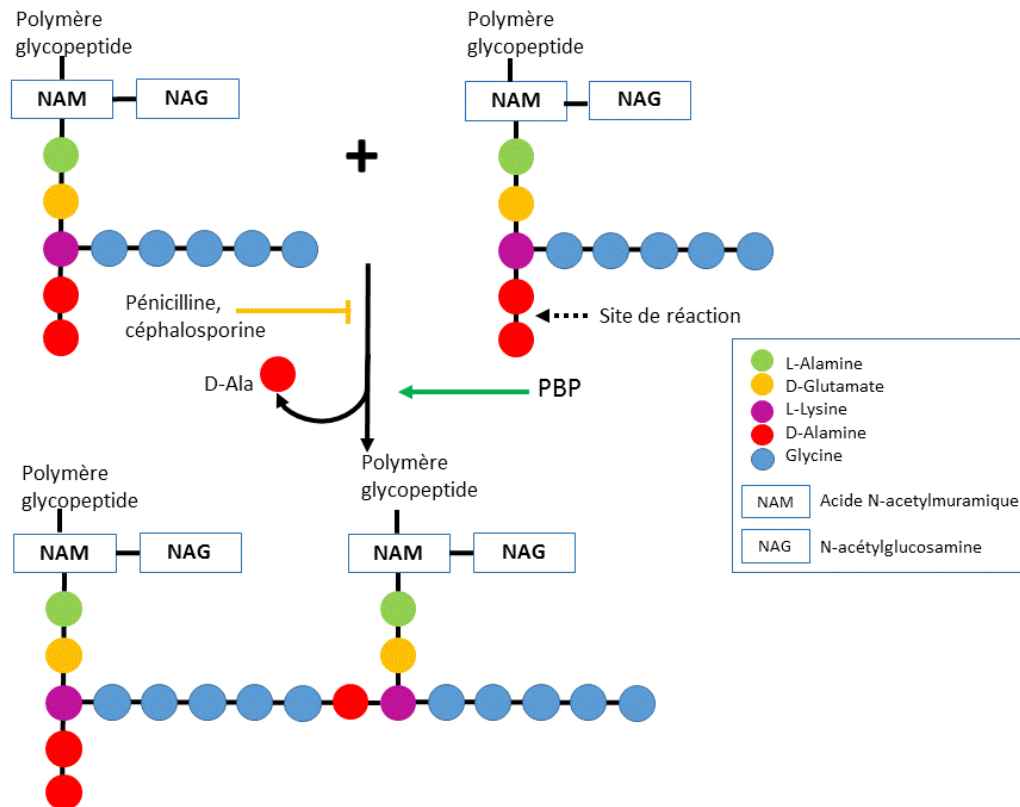 Polymère
glycopeptide
NAM
NAG
Polymère
glycopeptide
NAM
NAG
+
Pénicilline,
céphalosporine
Site de réaction
D-Ala
PBP
L-Alamine
D-Glutamate
L-Lysine
D-Alamine
Glycine
NAM
Acide N-acetylmuramique
NAG
N-acétylglucosamine
Polymère
glycopeptide
NAM
NAG
Polymère
glycopeptide
NAM
NAG